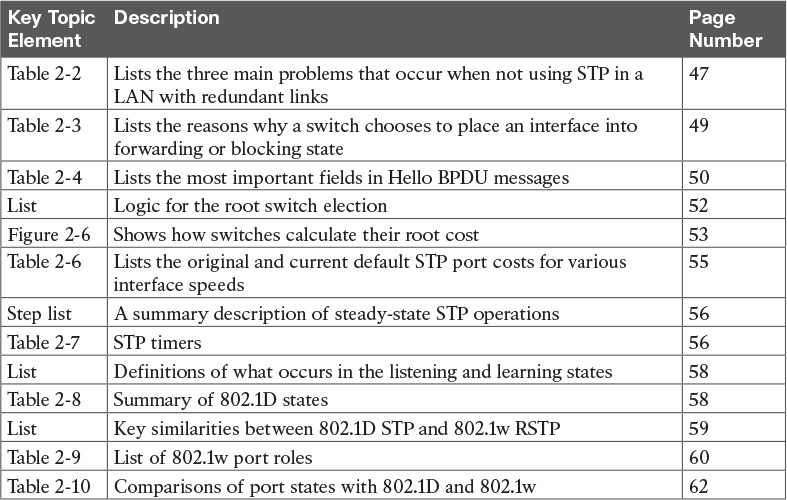 Key Topic Element Description Page Number
Table 2-2 Lists the three main problems that occur when not using STP in a LAN with redundant links 47
Table 2-3 Lists the reasons why a switch chooses to place an interface into forwarding or blocking state 49
Table 2-4 Lists the most important fields in Hello BPDU messages 50
List Logic for the root switch election 52
Figure 2-6 Shows how switches calculate their root cost 53
Table 2-6 Lists the original and current default STP port costs for various interface speeds 55
Step list A summary description of steady-state STP operations 56
Table 2-7 STP timers 56
List Definitions of what occurs in the listening and learning states 58
Table 2-8 Summary of 802.1D states 58
List Key similarities between 802.1D STP and 802.1w RSTP 59
Table 2-9 List of 802.1w port roles 60
Table 2-10 Comparisons of port states with 802.1D and 802.1w 62